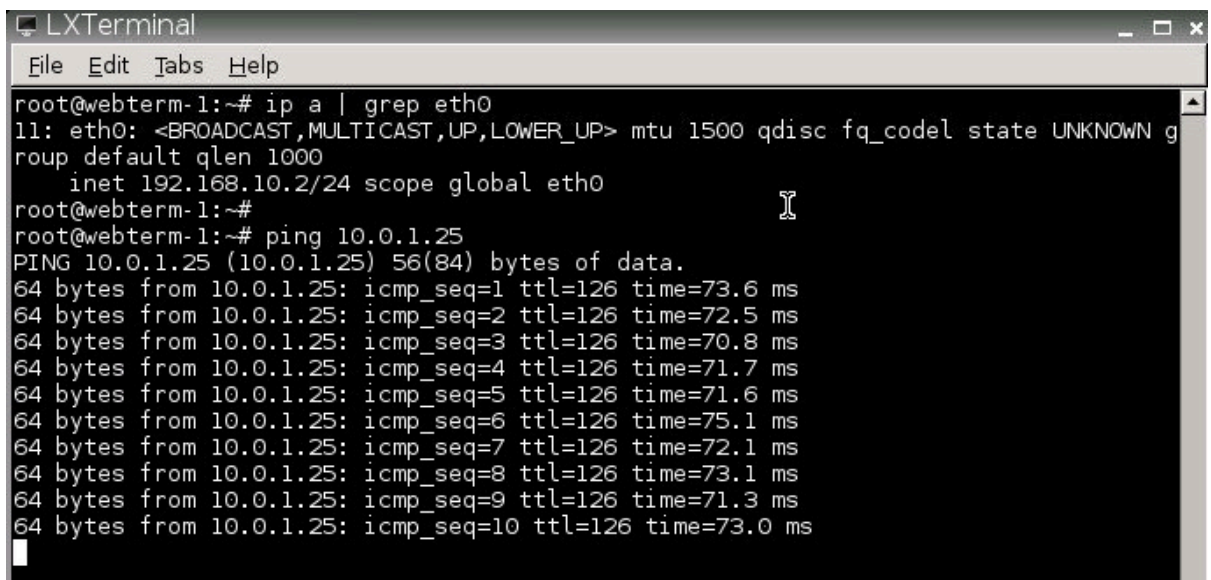 LXTerminal
File Edit Tabs Help
root@webterm-1:~# ip a | grep eth0
11: eth0: <BROADCAST,MULTICAST,UP,LOWER_UP> mtu 1500 qdisc fq_codel state UNKNOWN g
roup default qlen 1000
    inet 192.168.10.2/24 scope global eth0
root@webterm-1:~#
root@webterm-1:~# ping 10.0.1.25
PING 10.0.1.25 (10.0.1.25) 56(84) bytes of data.
64 bytes from 10.0.1.25: icmp_seq=1 ttl=126 time=73.6 ms
64 bytes from 10.0.1.25: icmp_seq=2 ttl=126 time=72.5 ms
64 bytes from 10.0.1.25: icmp_seq=3 ttl=126 time=70.8 ms
64 bytes from 10.0.1.25: icmp_seq=4 ttl=126 time=71.7 ms
64 bytes from 10.0.1.25: icmp_seq=5 ttl=126 time=71.6 ms
64 bytes from 10.0.1.25: icmp_seq=6 ttl=126 time=75.1 ms
64 bytes from 10.0.1.25: icmp_seq=7 ttl=126 time=72.1 ms
64 bytes from 10.0.1.25: icmp_seq=8 ttl=126 time=73.1 ms
64 bytes from 10.0.1.25: icmp_seq=9 ttl=126 time=71.3 ms
64 bytes from 10.0.1.25: icmp_seq=10 ttl=126 time=73.0 ms